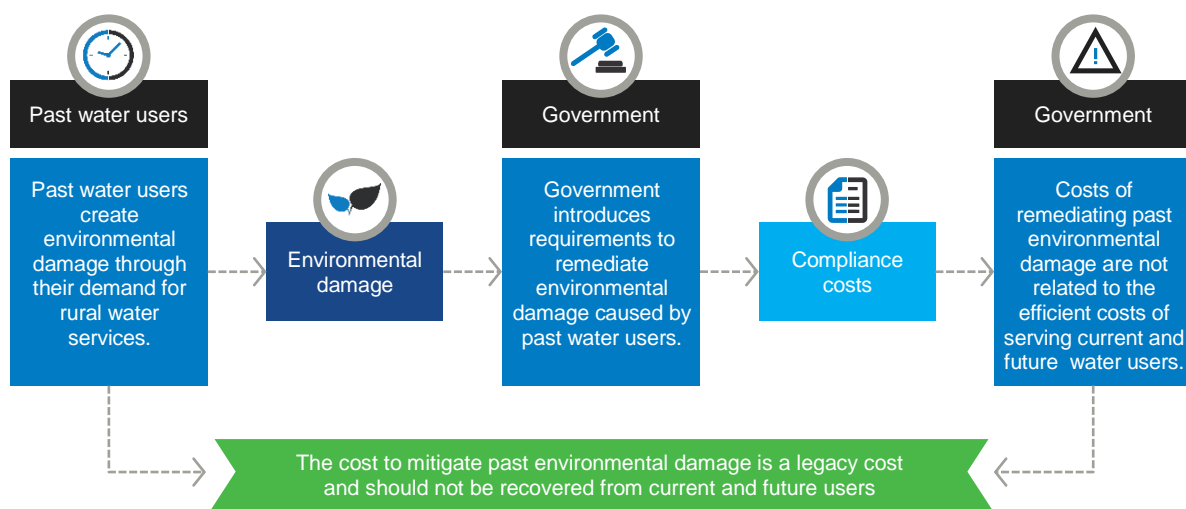 Past water users
Past water users
create
environmental
damage through
their demand for
rural water
services.
Environmental
damage
Government
Government
introduces
requirements to
remediate
environmental
damage caused by
past water users.
Compliance
costs
Government
Costs of
remediating past
environmental
damage are not
related to the
efficient costs of
serving current and
future  water users.
The cost to mitigate past environmental damage is a legacy cost
and should not be recovered from current and future users